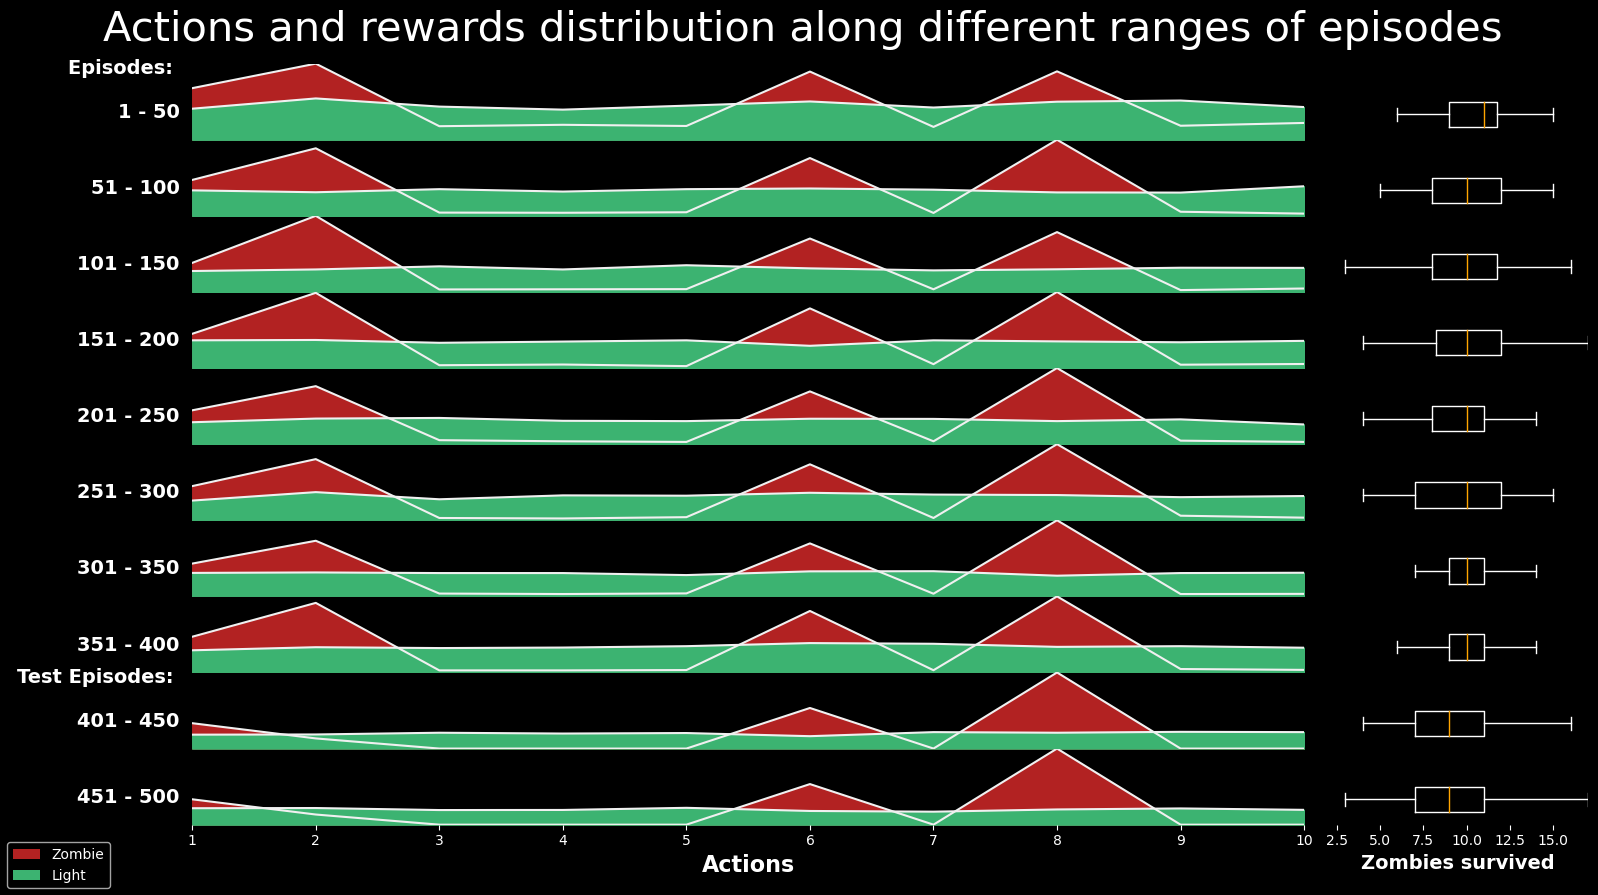 Actions and rewards distribution along different ranges of episodes
Episodes:
1 - 50
51 - 100
101 - 150
151 - 200
201 - 250
251 - 300
301 - 350
351 - 400
Test Episodes:
401 - 450
451 - 500
1 2 3 4 5 6 7 8 9 10
2.5 5.0 7.5 10.0 12.5 15.0
Actions
Zombies survived
Zombie
Light